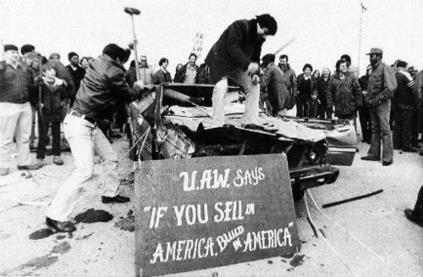 U.A.W. SAYS
"IF YOU SELL IN
AMERICA, BUILD IN AMERICA"